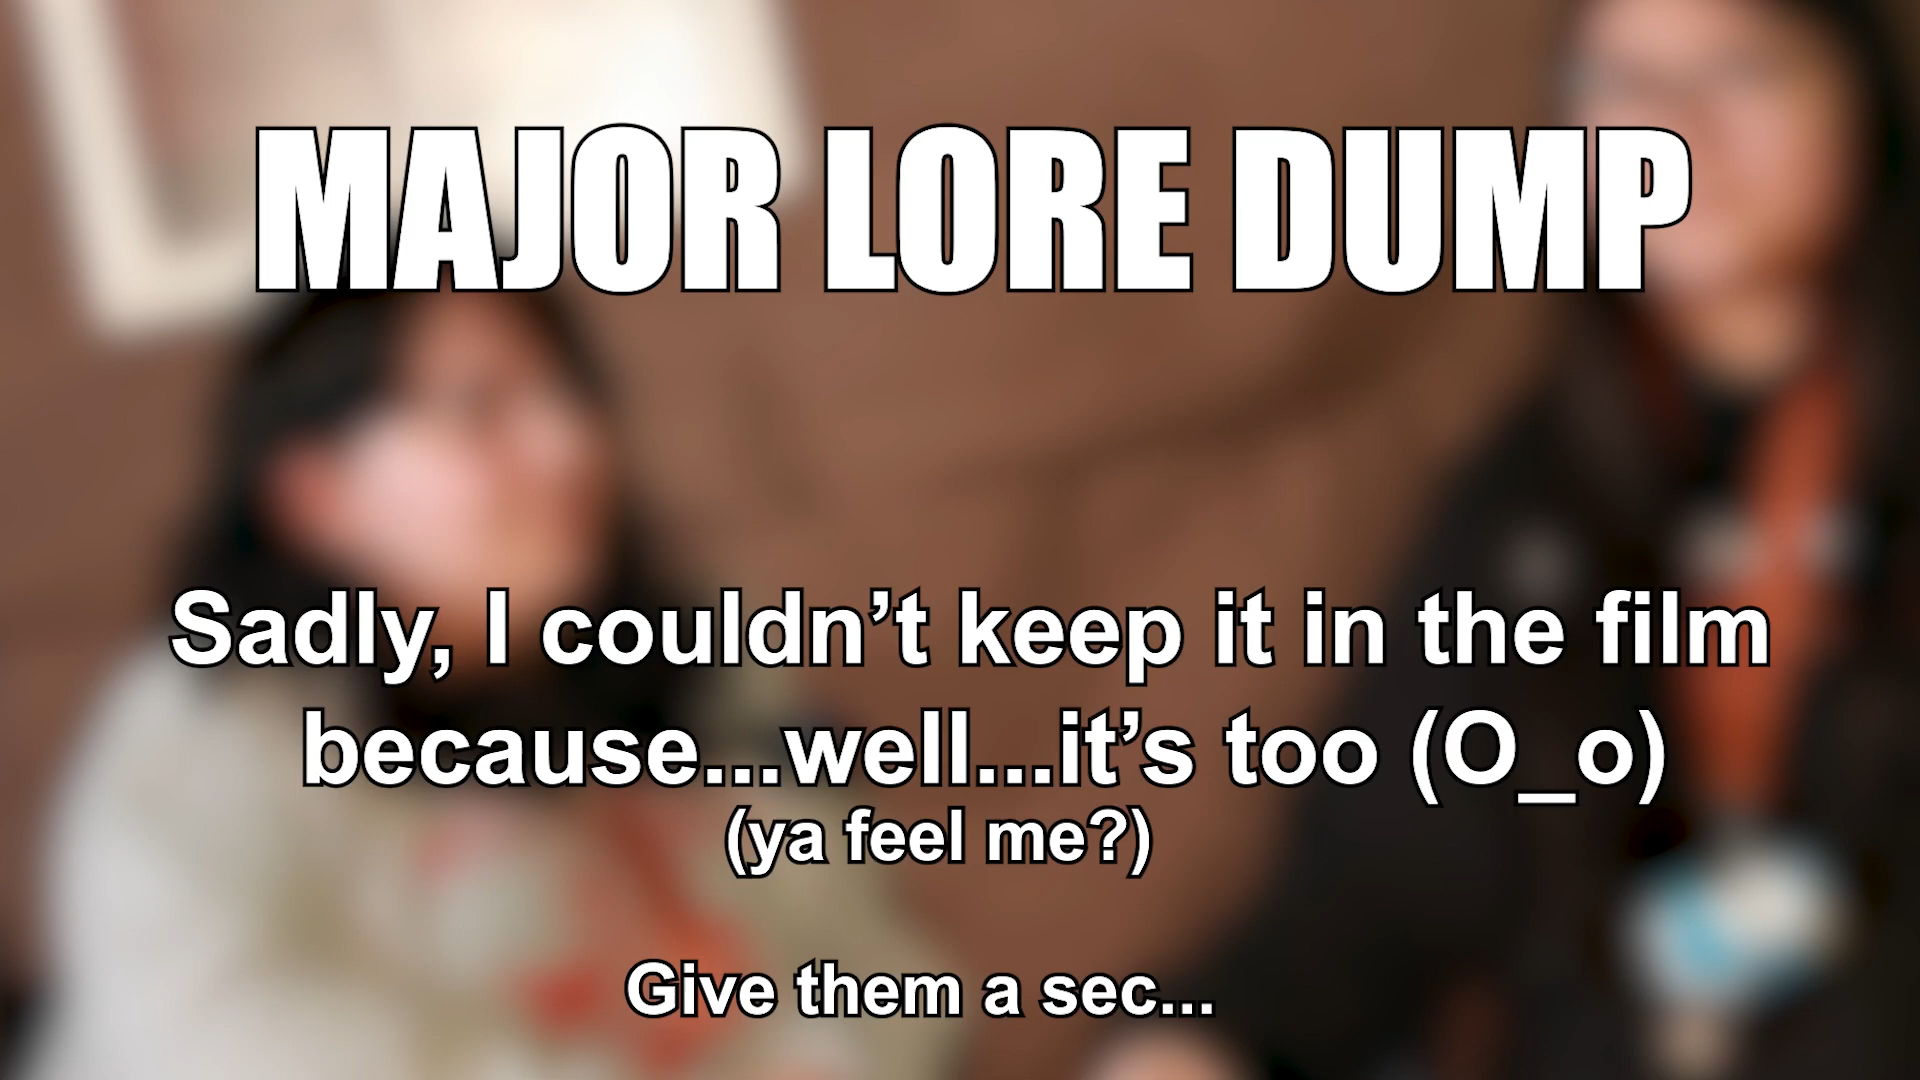 MAJOR LORE DUMP
Sadly, I couldn’t keep it in the film
because...well...it’s too (O_o)
(ya feel me?)
Give them a sec...